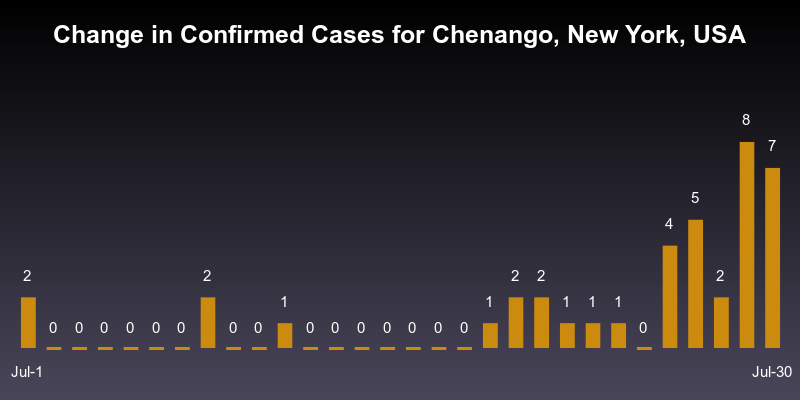 Change in Confirmed Cases for Chenango, New York, USA
8
7
5
4
2 2 2 2 2
1 1 1 1 1
0 0 0 0 0 0 0 0 0 0 0 0 0 0 0 0
Jul-1 Jul-30